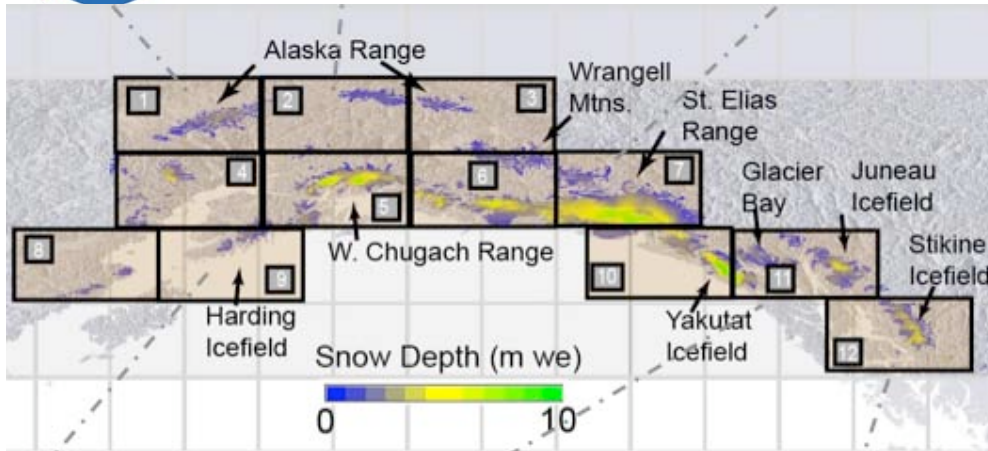 Alaska Range
Wrangell
Mtns.
St. Elias
Range
1
2
3
4
5
6
7
Glacier
Bay
Juneau
Icefield
W. Chugach Range
Stikine
Icefield
8
9
10
11
12
Harding
Icefield
Yakutat
Icefield
Snow Depth (m we)
0
10